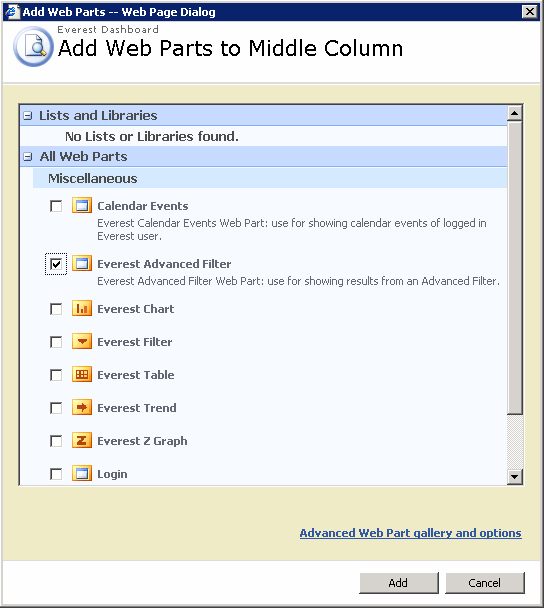 Add Web Parts -- Web Page Dialog
Everest Dashboard
Add Web Parts to Middle Column
Lists and Libraries
No Lists or Libraries found.
All Web Parts
Miscellaneous
Calendar Events
Everest Calendar Events Web Part: use for showing calendar events of logged in
Everest user.
Everest Advanced Filter
Everest Advanced Filter Web Part: use for showing results from an Advanced Filter.
Everest Chart
Everest Filter
Everest Table
Everest Trend
Everest Z Graph
Login
Advanced Web Part gallery and options
Add Cancel